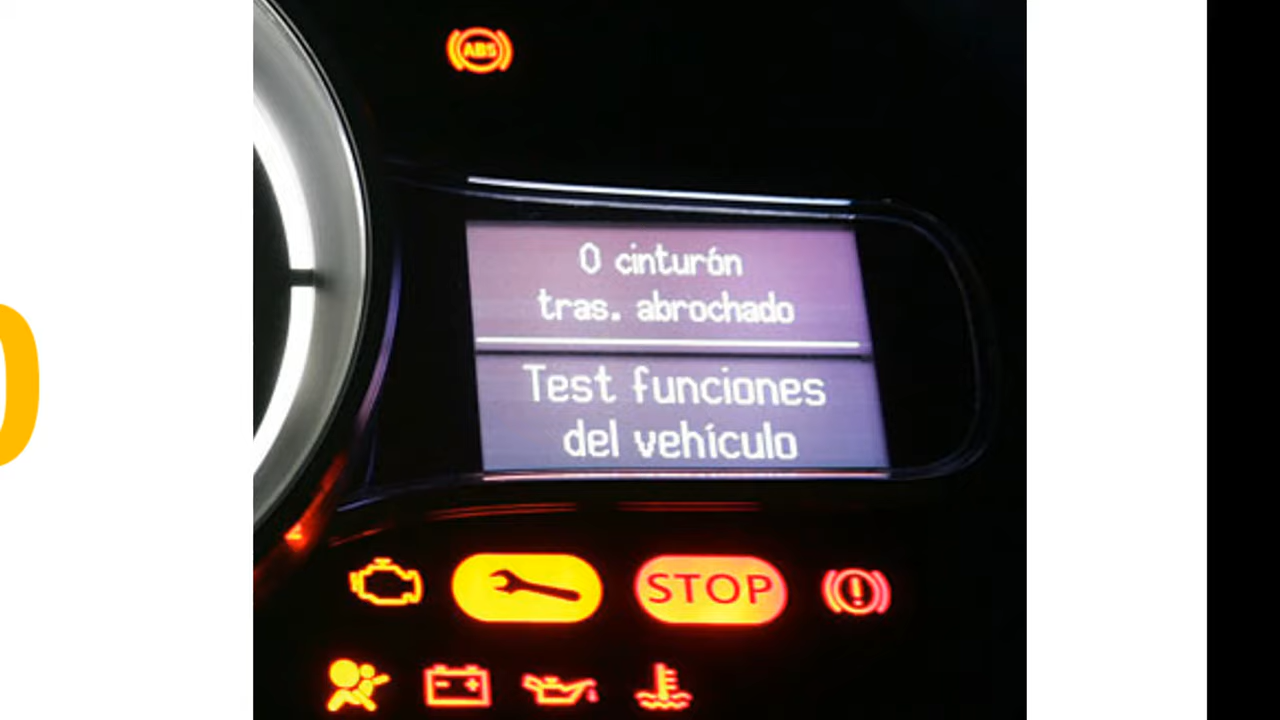 ABS
0 cinturón
tras. abrochado
Test funciones
del vehículo
STOP